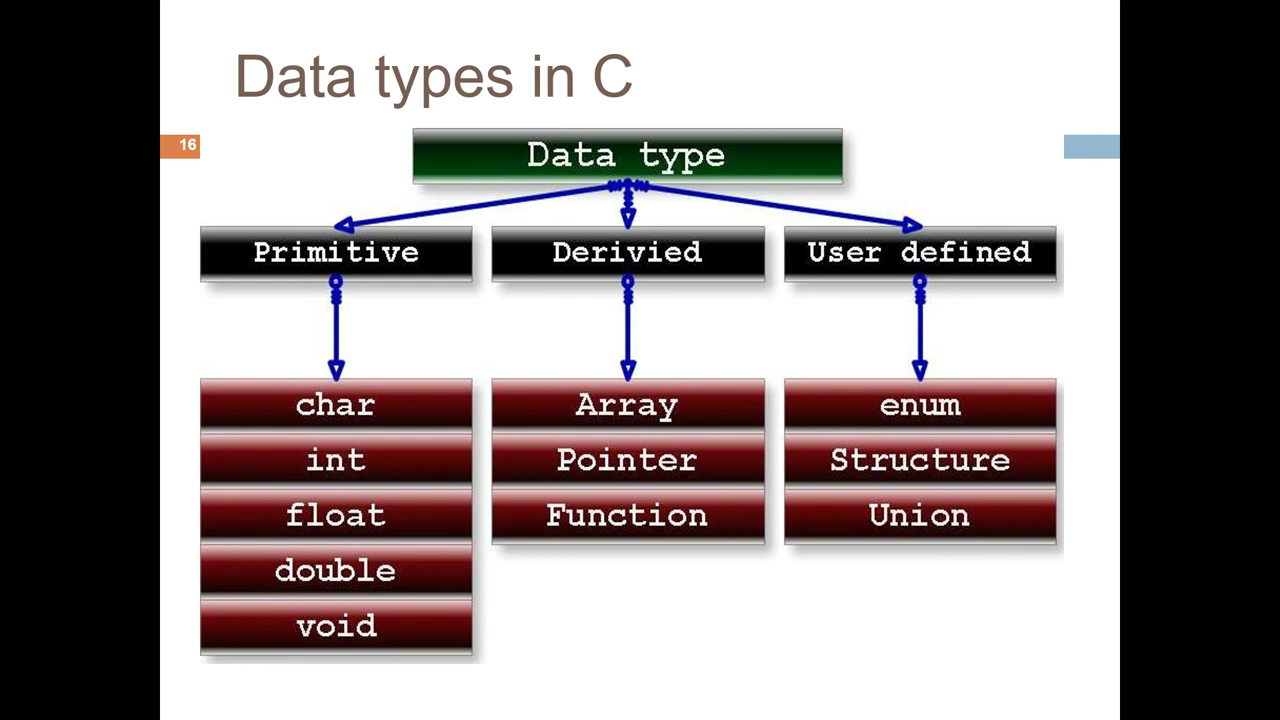 Data types in C
16
Data type
Primitive
Derivied
User defined
char
int
float
double
void
Array
Pointer
Function
enum
Structure
Union